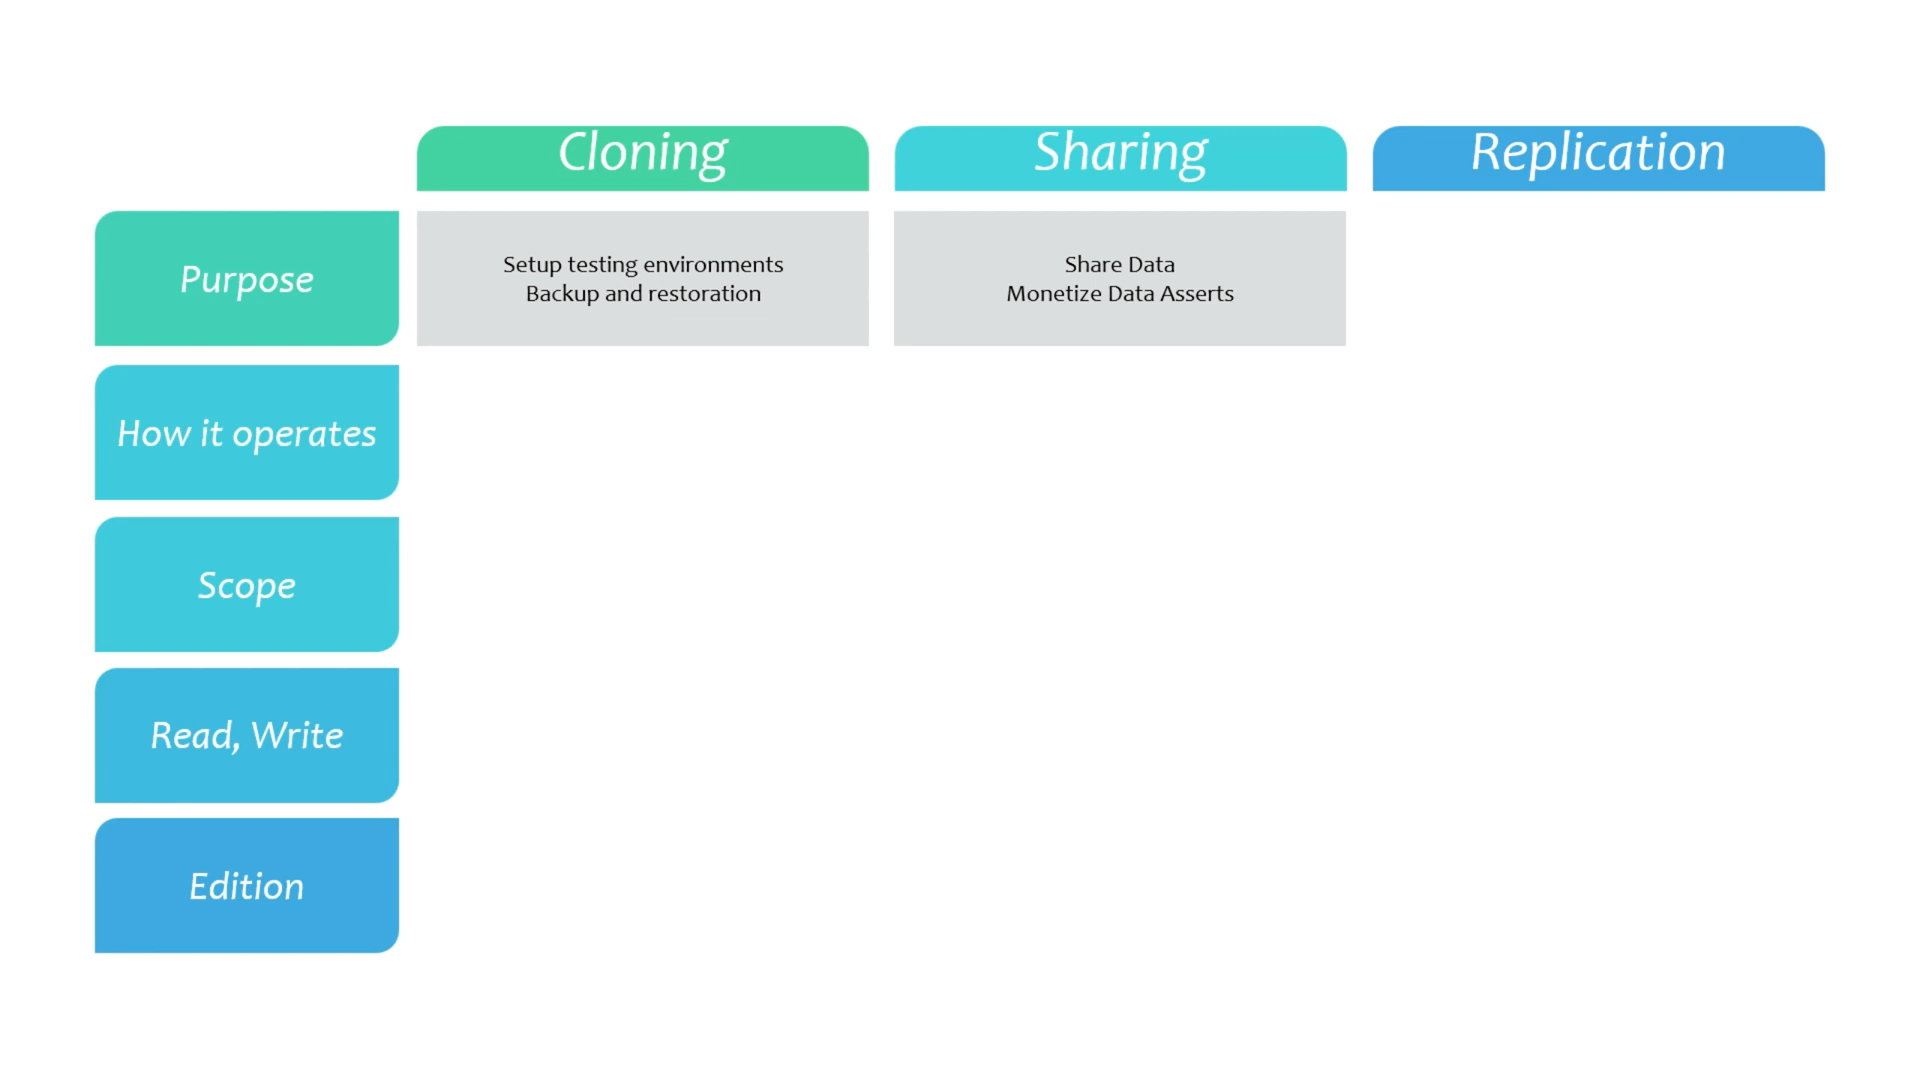 Cloning
Sharing
Replication
Purpose
Setup testing environments
Backup and restoration
Share Data
Monetize Data Asserts
How it operates
Scope
Read, Write
Edition